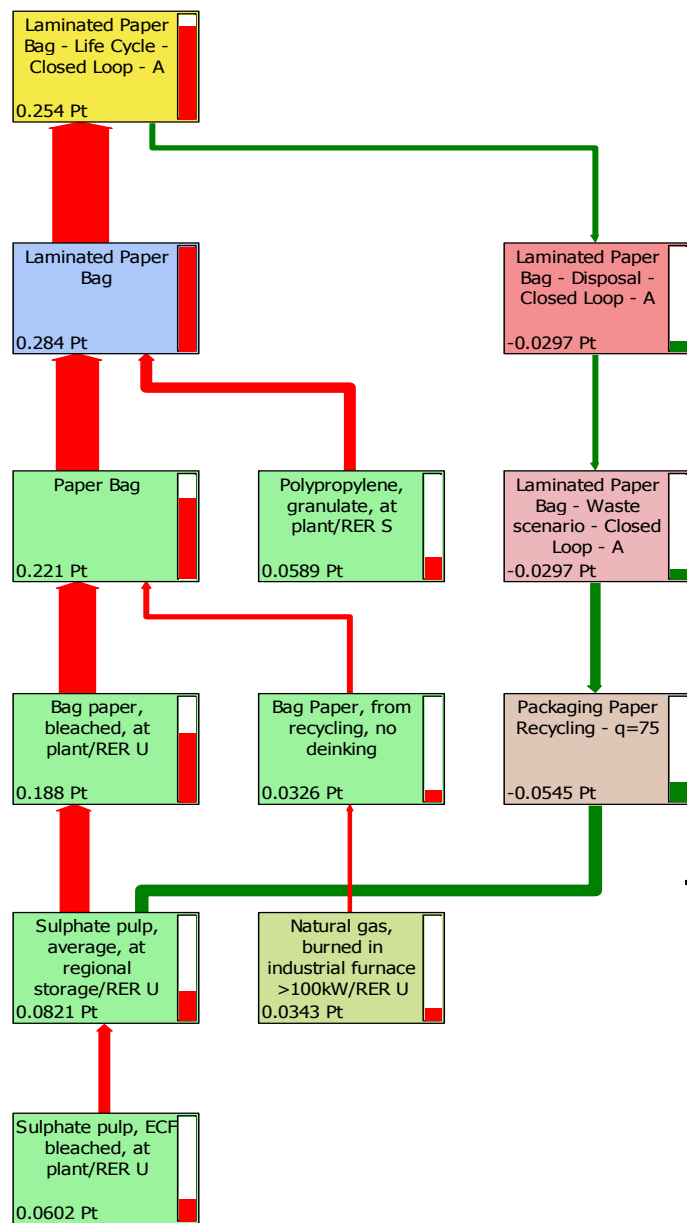 Laminated Paper
Bag - Life Cycle -
Closed Loop - A
0.254 Pt
Laminated Paper
Bag
0.284 Pt
Laminated Paper
Bag - Disposal -
Closed Loop - A
-0.0297 Pt
Paper Bag
0.221 Pt
Polypropylene,
granulate, at
plant/RER S
0.0589 Pt
Laminated Paper
Bag - Waste
scenario - Closed
Loop - A
-0.0297 Pt
Bag paper,
bleached, at
plant/RER U
0.188 Pt
Bag Paper, from
recycling, no
deinking
0.0326 Pt
Packaging Paper
Recycling - q=75
-0.0545 Pt
Sulphate pulp,
average, at
regional
storage/RER U
0.0821 Pt
Natural gas,
burned in
industrial furnace
>100kW/RER U
0.0343 Pt
Sulphate pulp, ECF
bleached, at
plant/RER U
0.0602 Pt